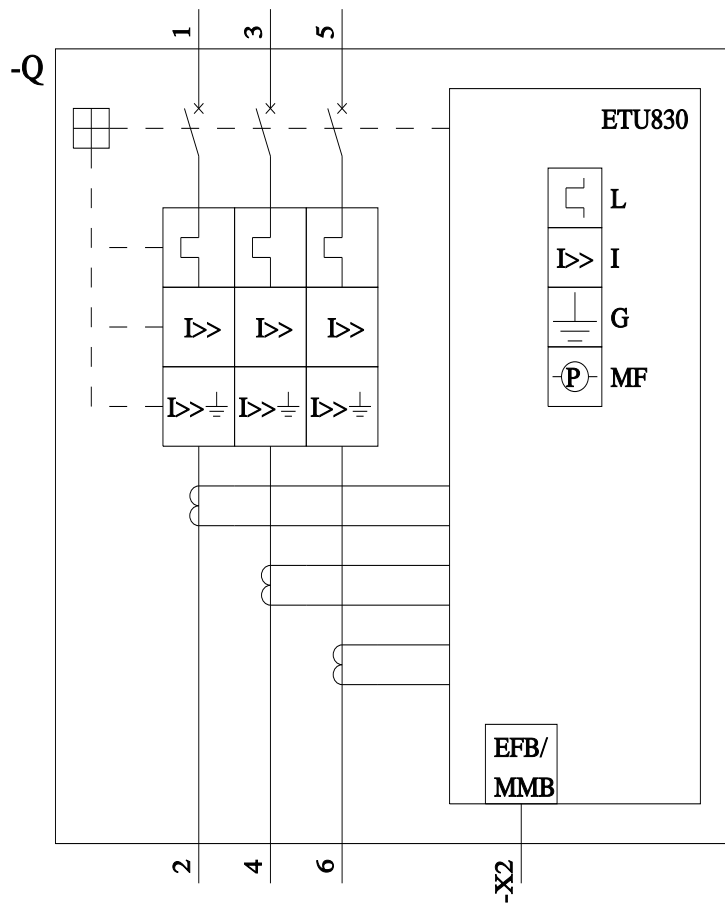 1 3 5
-Q
ETU830
L
I>> I
G
P MF
I>> I>> I>>
I>> I>> I>>
EFB/
MMB
2 4 6 -X2